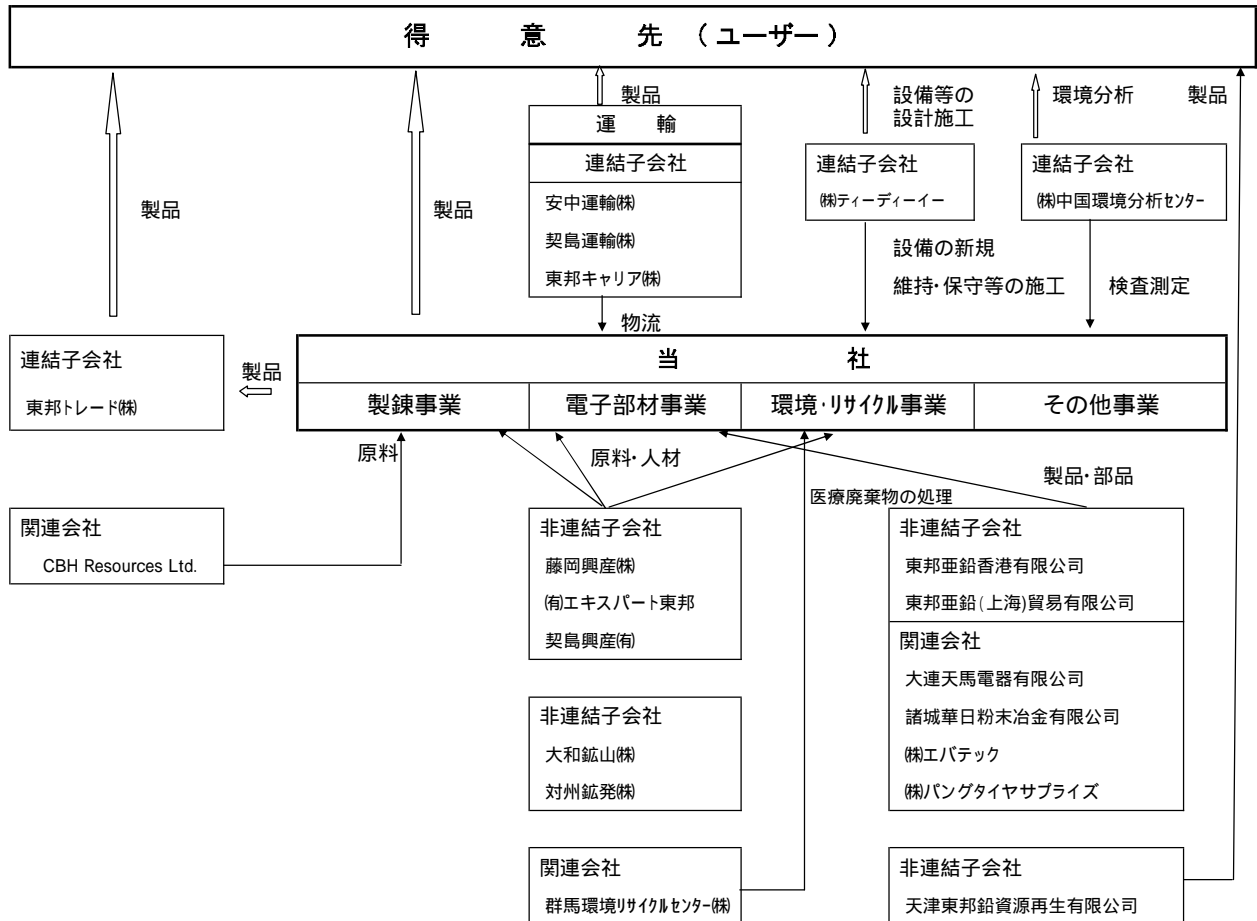 得 意 先 （ユーザー）
製品
設備等の
設計施工
環境分析
製品
運 輸
連結子会社
安中運輸㈱
契島運輸㈱
東邦キャリア㈱
連結子会社
㈱ティーディーイー
連結子会社
㈱中国環境分析センター
製品
製品
設備の新規
維持・保守等の施工
検査測定
物流
連結子会社
東邦トレード㈱
製品
当 社
製錬事業
電子部材事業
環境・リサイクル事業
その他事業
原料
原料・人材
製品・部品
医療廃棄物の処理
関連会社
CBH Resources Ltd.
非連結子会社
藤岡興産㈱
㈲エキスパート東邦
契島興産㈲
非連結子会社
東邦亜鉛香港有限公司
東邦亜鉛(上海)貿易有限公司
関連会社
大連天馬電器有限公司
諸城華日粉末冶金有限公司
㈱エバテック
㈱パングタイヤサプライズ
非連結子会社
大和鉱山㈱
対州鉱発㈱
関連会社
群馬環境リサイクルセンター㈱
非連結子会社
天津東邦鉛資源再生有限公司